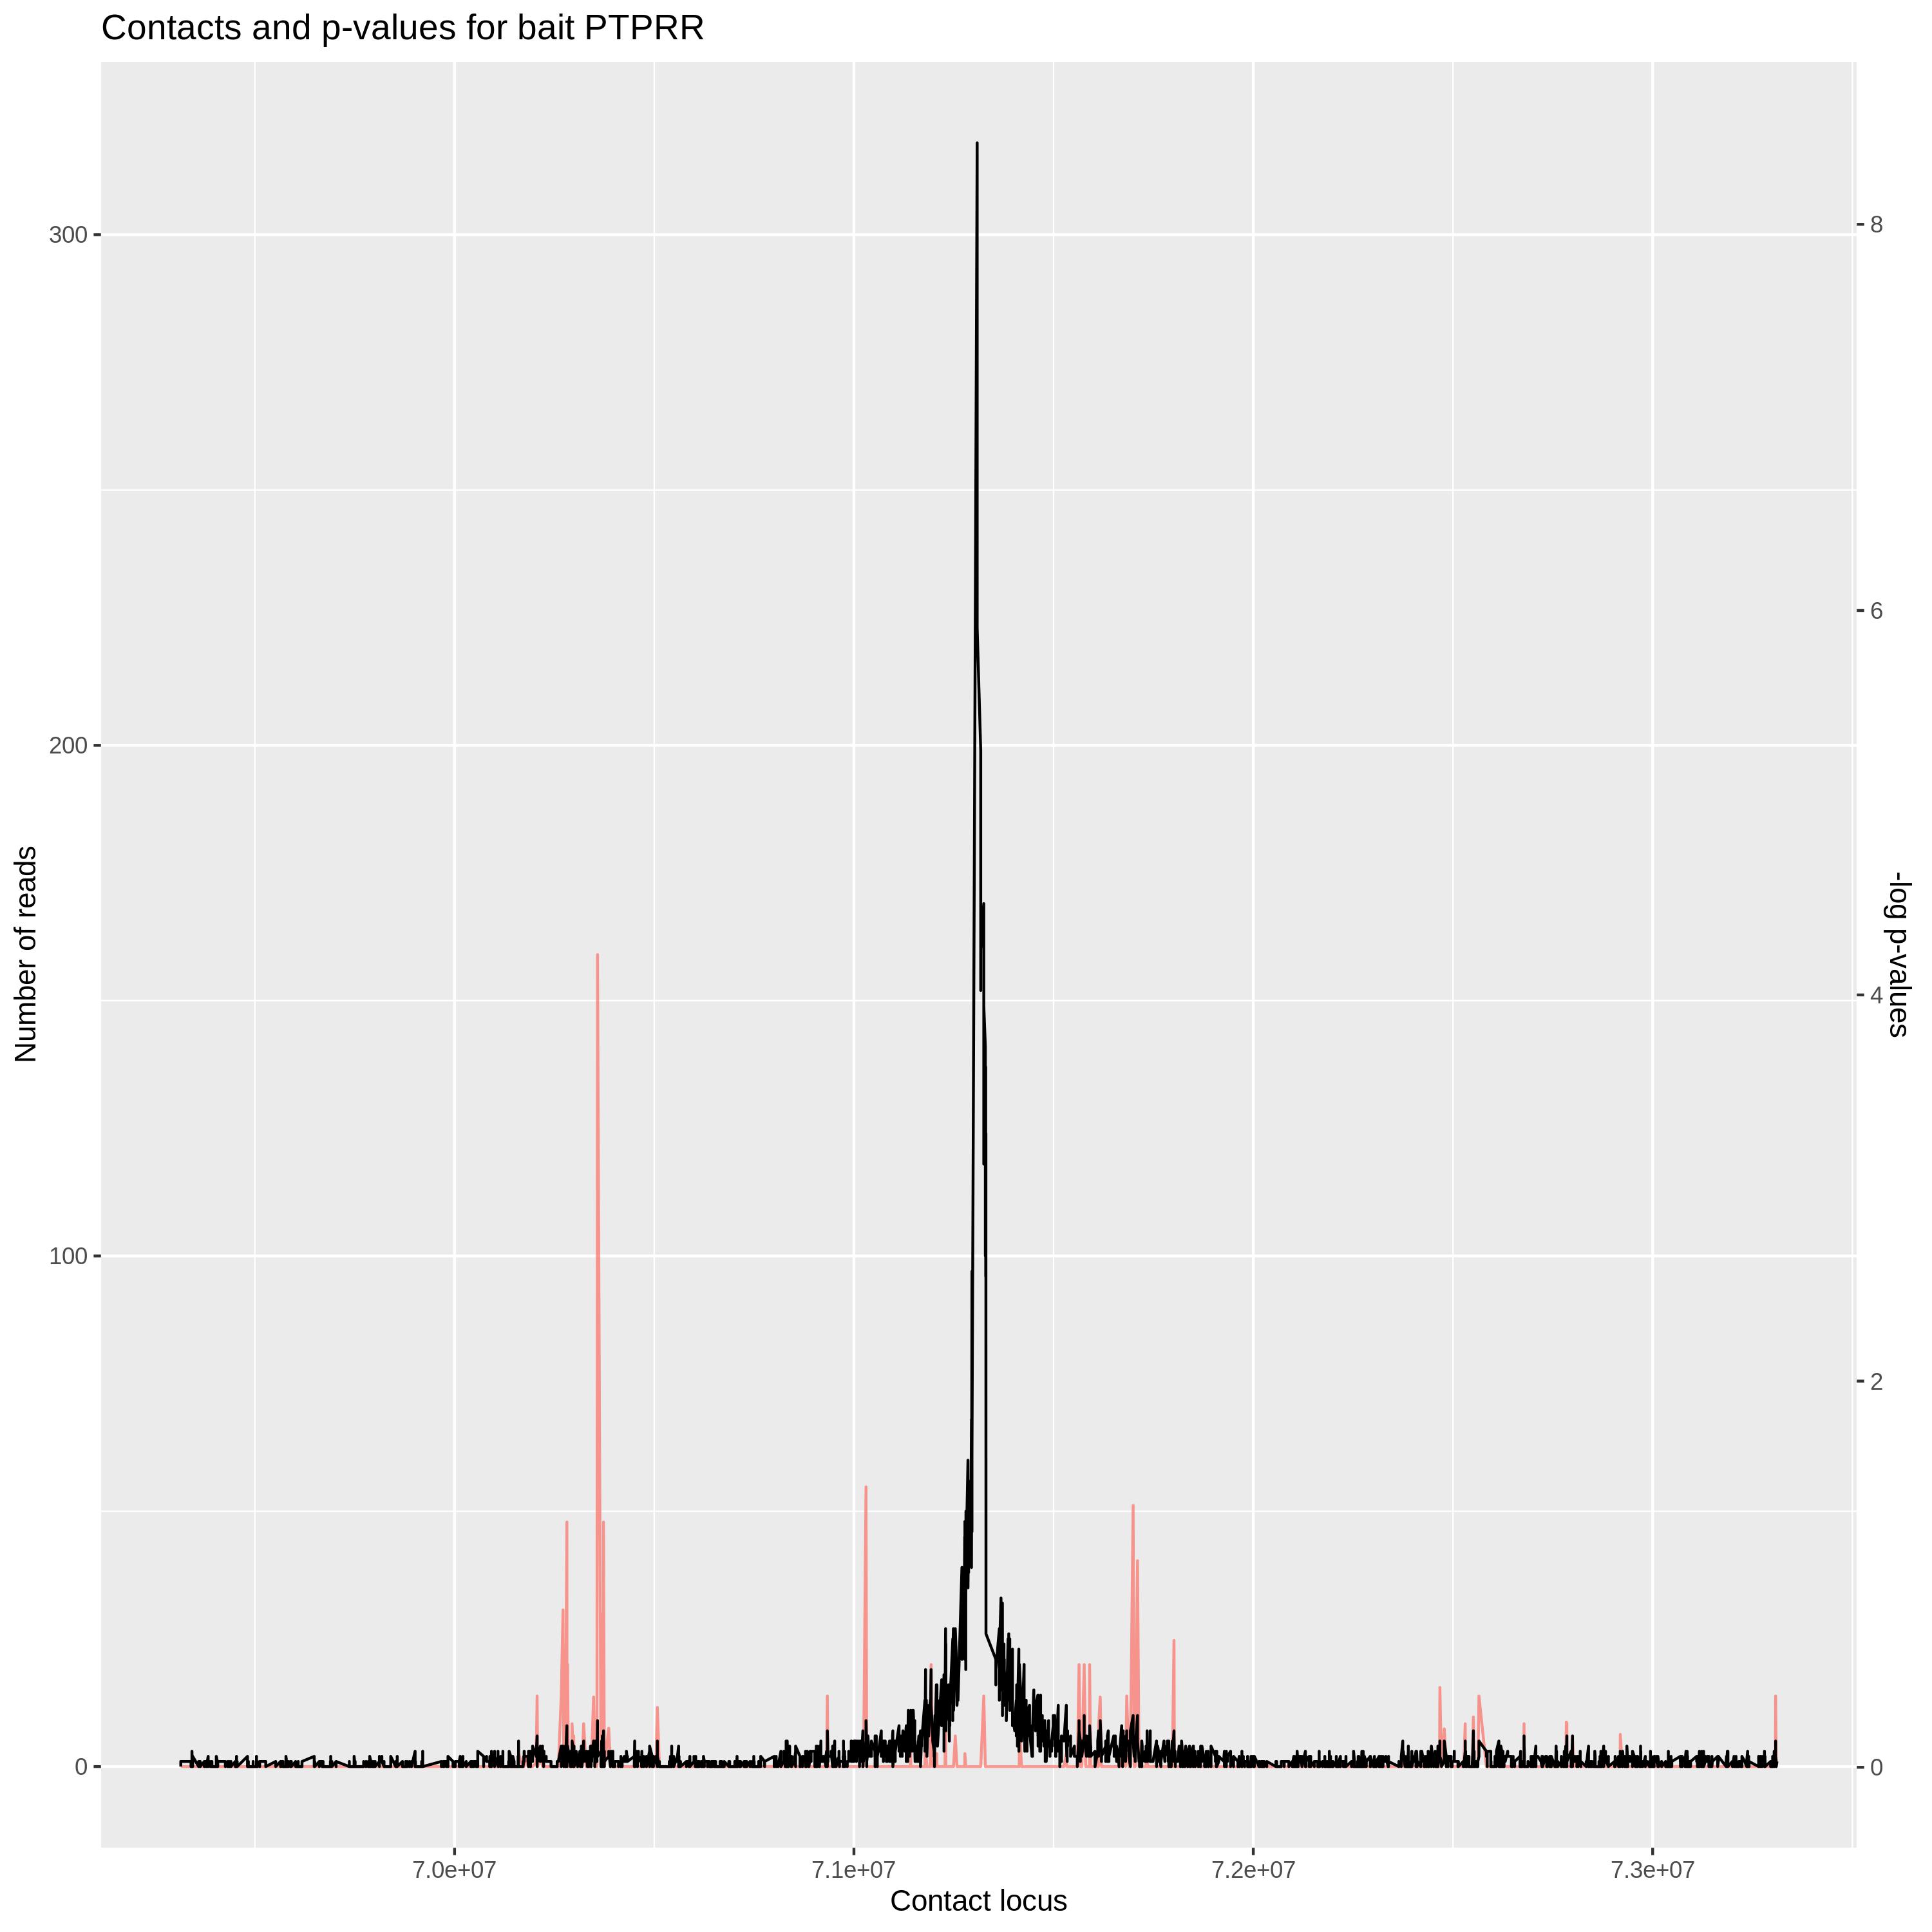 Contacts and p-values for bait PTPRR
300
200
100
0
Number of reads
8
6
4
2
0
-log p-values
7.0e+07 7.1e+07 7.2e+07 7.3e+07
Contact locus